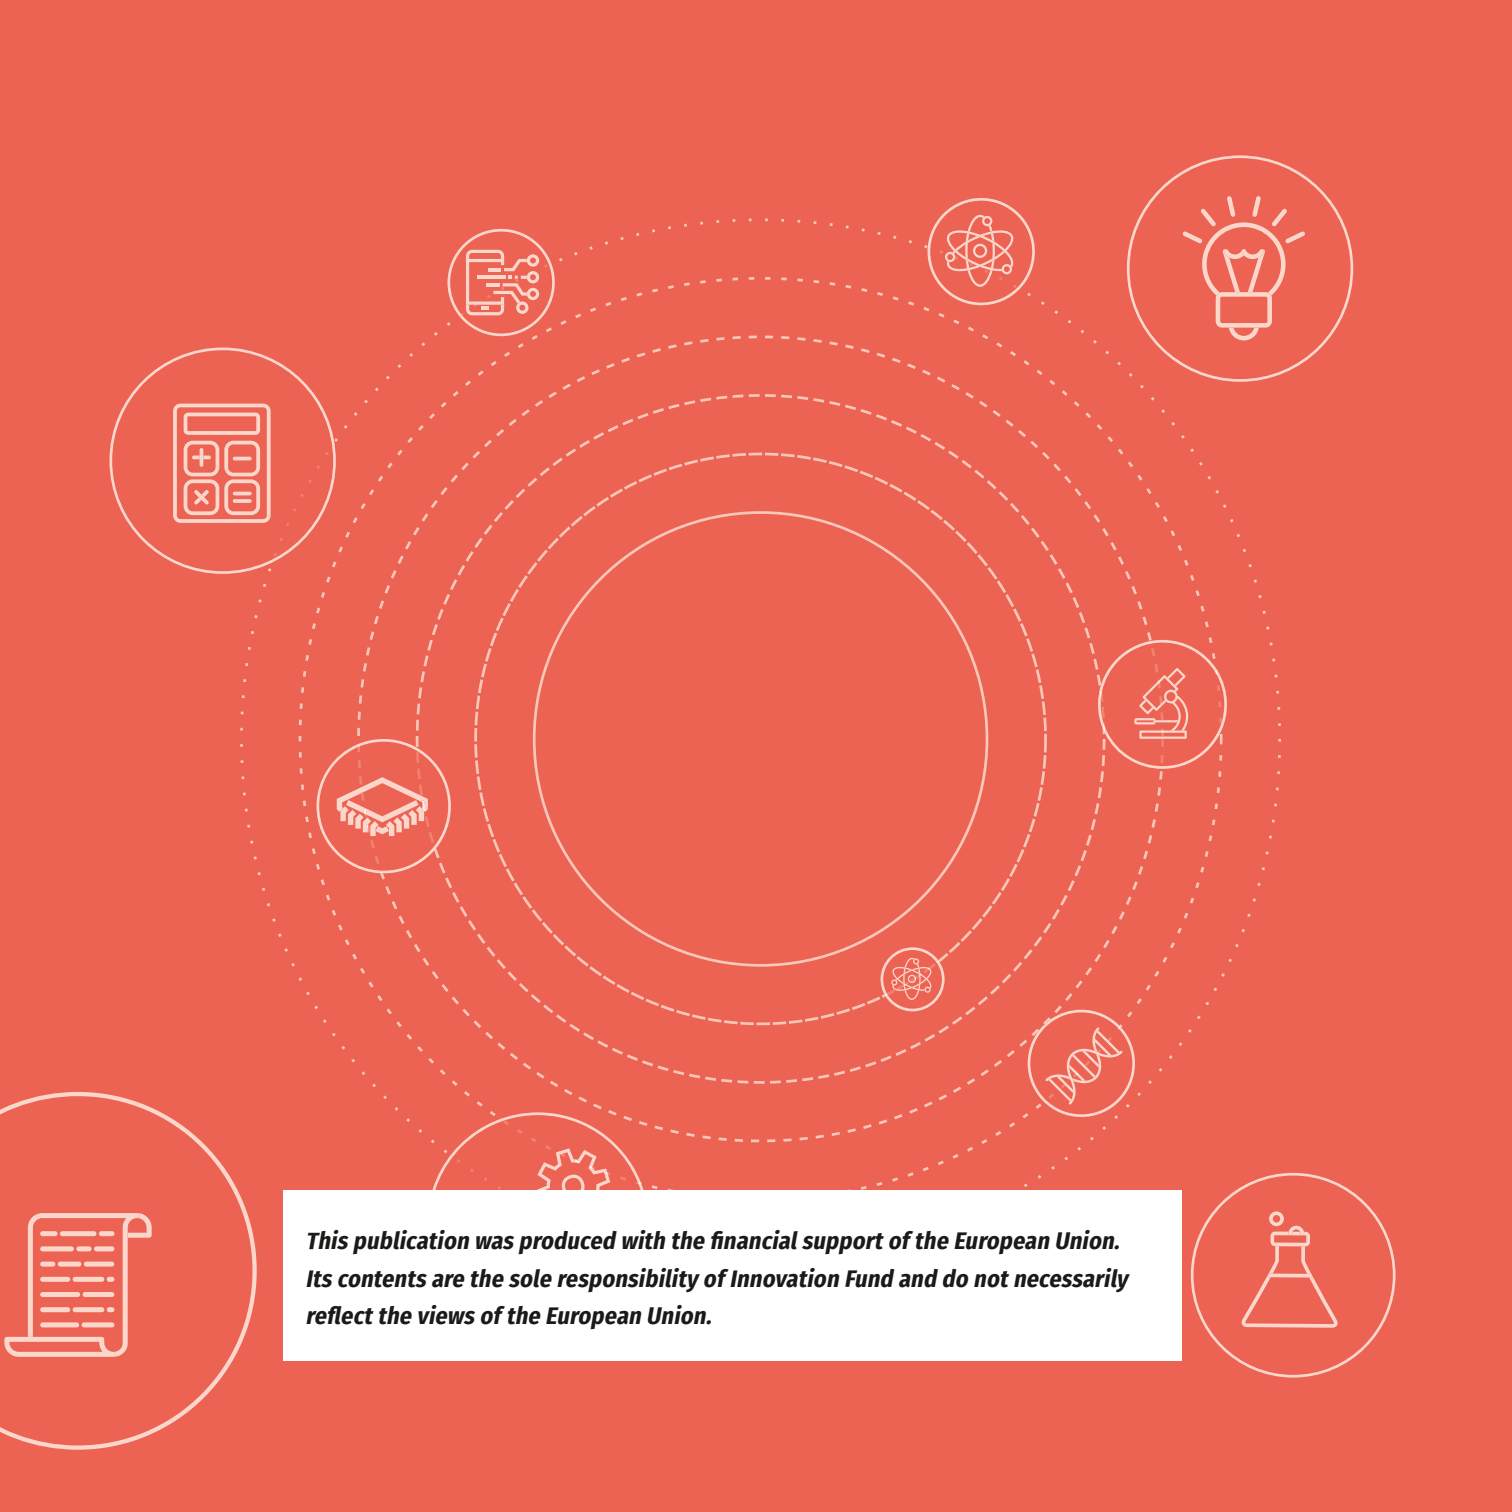 This publication was produced with the financial support of the European Union.
Its contents are the sole responsibility of Innovation Fund and do not necessarily
reflect the views of the European Union.